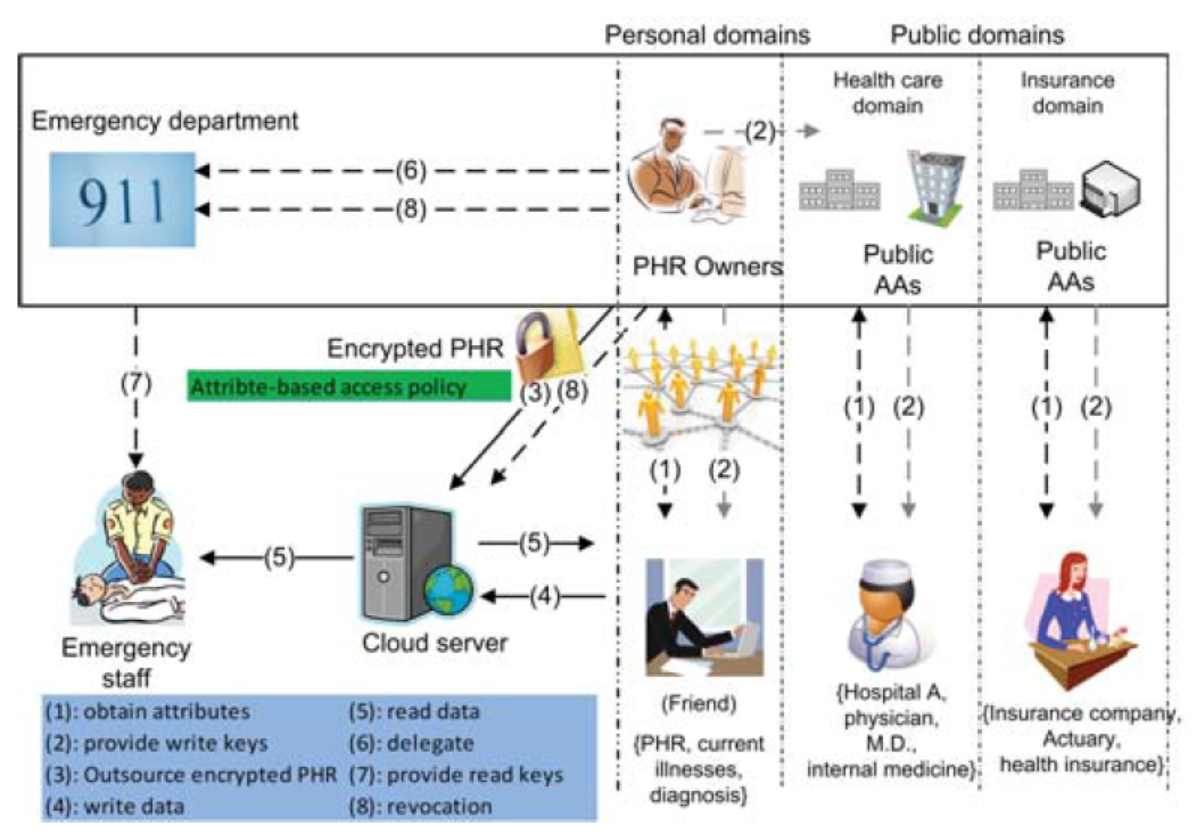 Personal domains
Public domains
Health care
domain
Insurance
domain
Emergency department
911
(6)
(8)
(2)
PHR Owners
Public
AAs
Public
AAs
Encrypted PHR
Attribte-based access policy
(3) (8)
(7)
(1) (2)
(1) (2)
(1) (2)
(5)
(5)
(4)
Emergency
staff
Cloud server
(Friend)
{PHR, current
illnesses,
diagnosis}
{Hospital A,
physician,
M.D.,
internal medicine}
{Insurance company,
Actuary,
health insurance}
(1): obtain attributes
(2): provide write keys
(3): Outsource encrypted PHR
(4): write data
(5): read data
(6): delegate
(7): provide read keys
(8): revocation